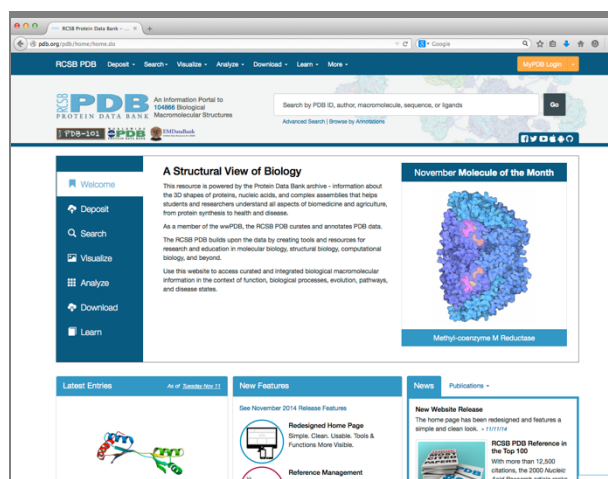 RCSB Protein Data Bank - ...
pdb.org/pdb/home/home.do
Google
RCSB PDB Deposit Search Visualize Analyze Download Learn More MyPDB Login
RCSB PDB
PROTEIN DATA BANK
An Information Portal to
104866 Biological
Macromolecular Structures
Search by PDB ID, author, macromolecule, sequence, or ligands
Go
Advanced Search | Browse by Annotations
PDB-101
PDB
EMDataBank
Welcome
Deposit
Search
Visualize
Analyze
Download
Learn
A Structural View of Biology
This resource is powered by the Protein Data Bank archive - information about
the 3D shapes of proteins, nucleic acids, and complex assemblies that helps
students and researchers understand all aspects of biomedicine and agriculture,
from protein synthesis to health and disease.
As a member of the wwPDB, the RCSB PDB curates and annotates PDB data.
The RCSB PDB builds upon the data by creating tools and resources for
research and education in molecular biology, structural biology, computational
biology, and beyond.
Use this website to access curated and integrated biological macromolecular
information in the context of function, biological processes, evolution, pathways,
and disease states.
November Molecule of the Month
Methyl-coenzyme M Reductase
Latest Entries As of Tuesday Nov 11
New Features
See November 2014 Release Features
Redesigned Home Page
Simple. Clean. Usable. Tools &
Functions More Visible.
Reference Management
News Publications
New Website Release
The home page has been redesigned and features a
simple and clean look. » 11/11/14
MOST
CITED
PAPERS
PDB
RCSB PDB Reference in
the Top 100
With more than 12,500
citations, the 2000 Nucleic
Acid Research article ranks